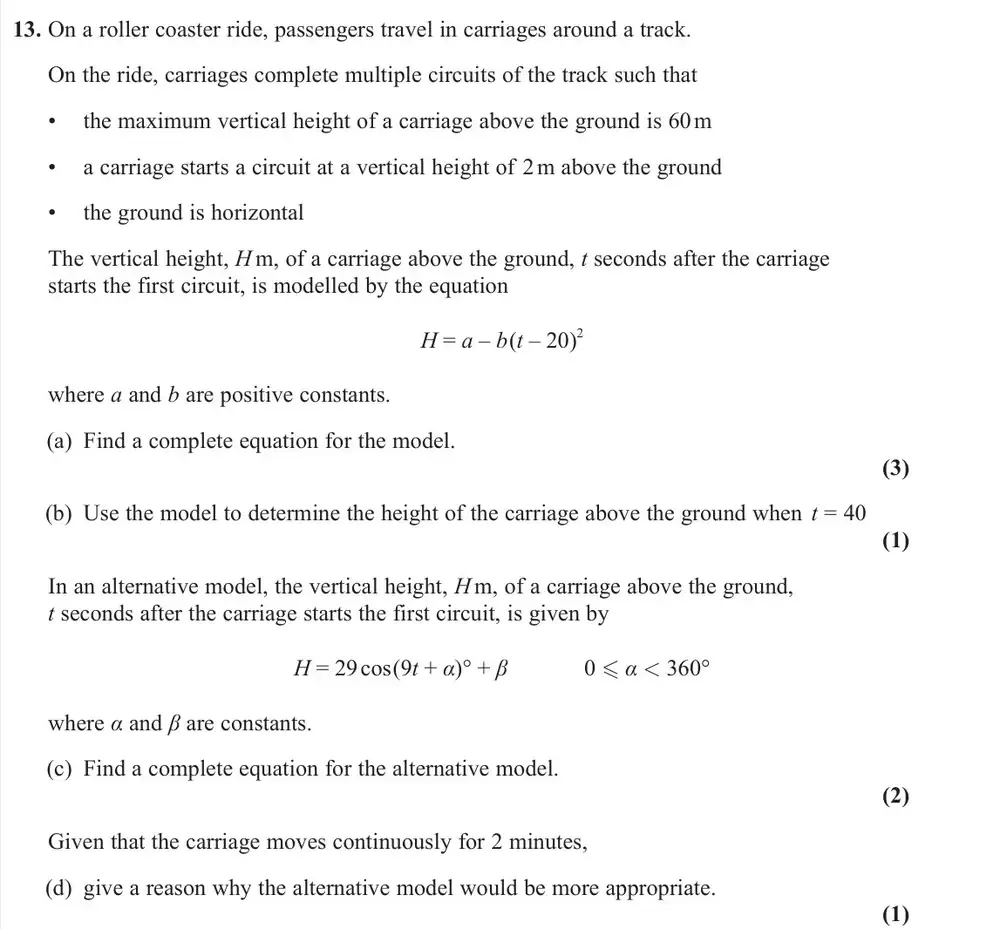 13. On a roller coaster ride, passengers travel in carriages around a track.
On the ride, carriages complete multiple circuits of the track such that
• the maximum vertical height of a carriage above the ground is 60 m
• a carriage starts a circuit at a vertical height of 2 m above the ground
• the ground is horizontal
The vertical height, H m, of a carriage above the ground, t seconds after the carriage
starts the first circuit, is modelled by the equation
H = a – b(t – 20)²
where a and b are positive constants.
(a) Find a complete equation for the model.
(3)
(b) Use the model to determine the height of the carriage above the ground when t = 40
(1)
In an alternative model, the vertical height, H m, of a carriage above the ground,
t seconds after the carriage starts the first circuit, is given by
H = 29 cos(9t + α)° + β 0 ⩽ α < 360°
where α and β are constants.
(c) Find a complete equation for the alternative model.
(2)
Given that the carriage moves continuously for 2 minutes,
(d) give a reason why the alternative model would be more appropriate.
(1)